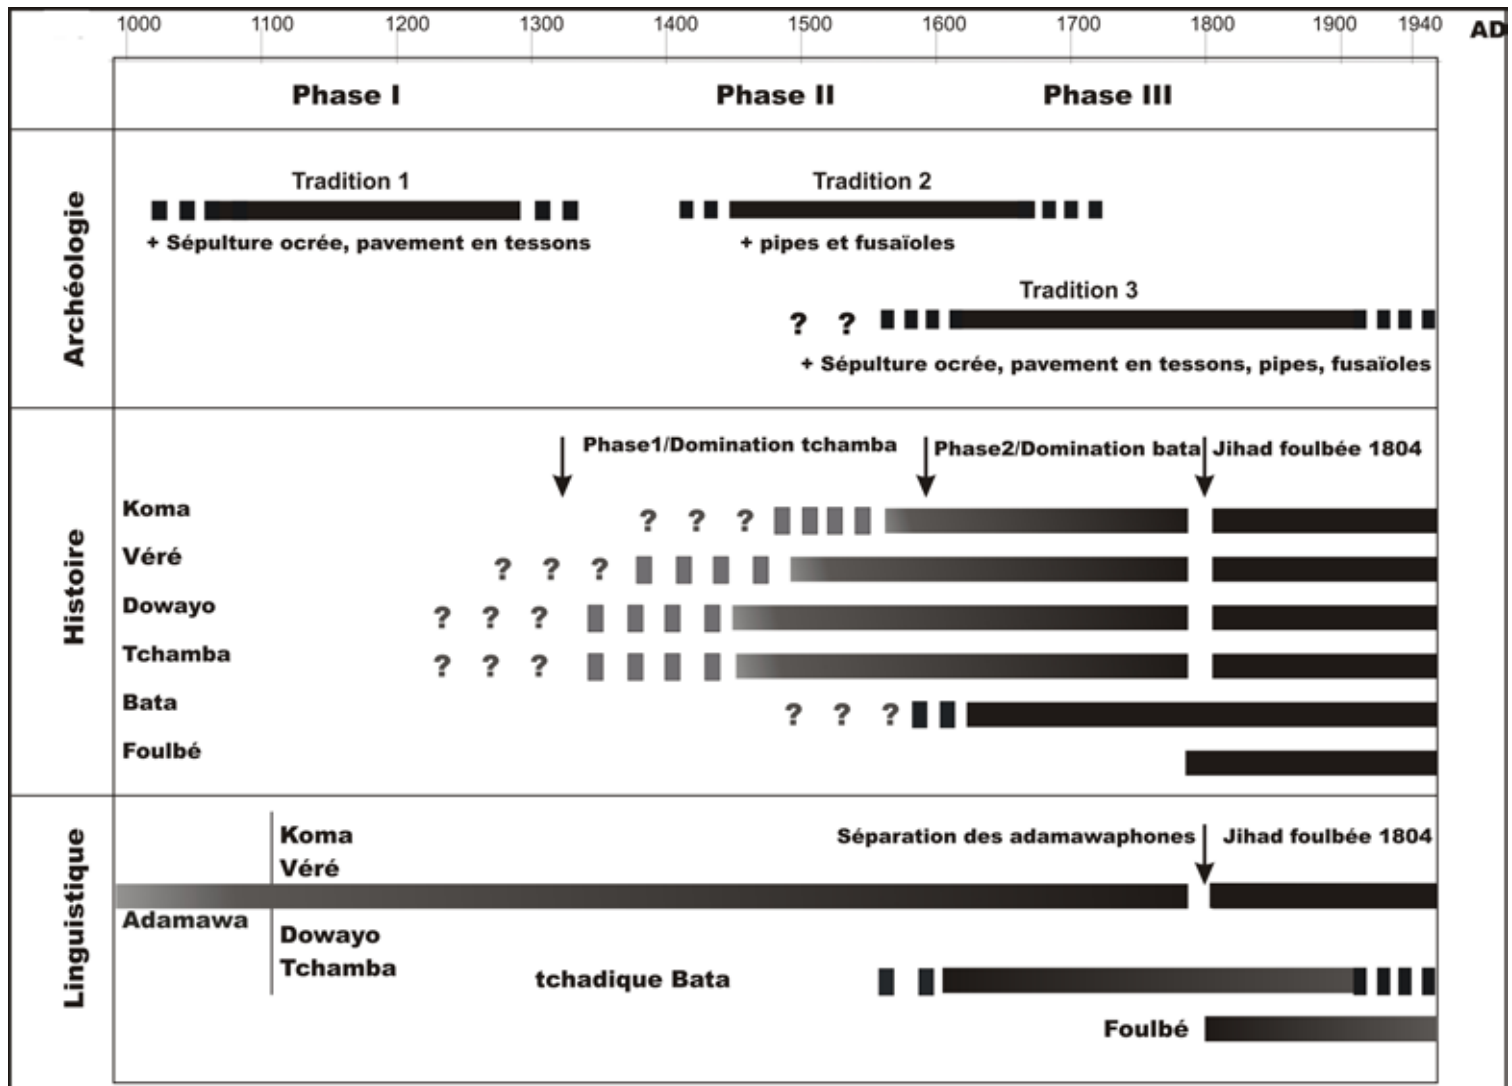 1000 1100 1200 1300 1400 1500 1600 1700 1800 1900 1940 AD
Phase I Phase II Phase III
Archéologie
Tradition 1 Tradition 2
+ Sépulture ocrée, pavement en tessons + pipes et fusaïoles
Tradition 3
? ?
+ Sépulture ocrée, pavement en tessons, pipes, fusaïoles
Histoire
Phase1/Domination tchamba Phase2/Domination bata Jihad foulbée 1804
Koma ? ? ?
Véré ? ? ?
Dowayo ? ? ?
Tchamba ? ? ?
Bata ? ? ?
Foulbé
Linguistique
Koma Séparation des adamawaphones Jihad foulbée 1804
Véré
Adamawa
Dowayo
Tchamba tchadique Bata
Foulbé